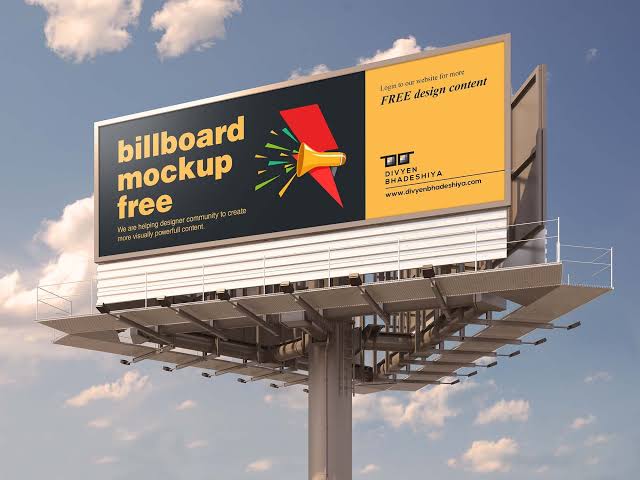 billboard
mockup
free
We are helping designer community to create
more visually powerfull content.
Login to our website for more
FREE design content
DIVYEN
BHADESHIYA
www.divyenbhadeshiya.com